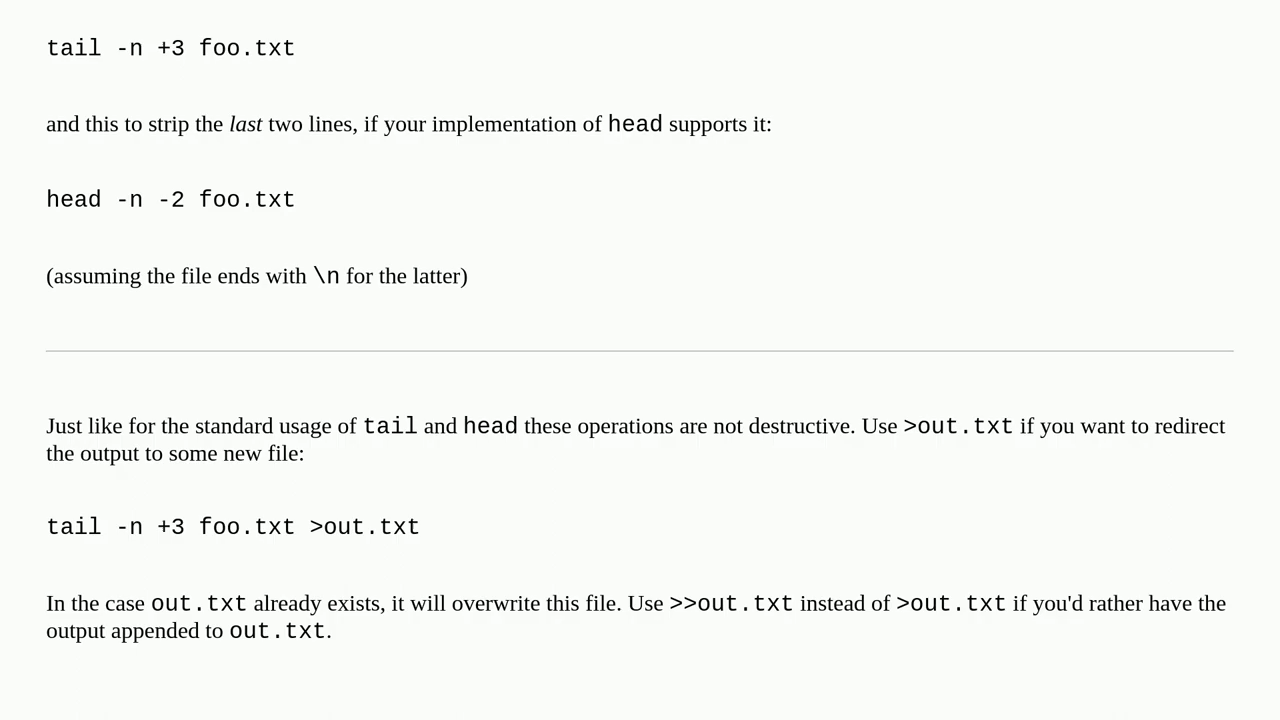 tail -n +3 foo.txt
and this to strip the last two lines, if your implementation of head supports it:
head -n -2 foo.txt
(assuming the file ends with \n for the latter)
Just like for the standard usage of tail and head these operations are not destructive. Use >out.txt if you want to redirect
the output to some new file:
tail -n +3 foo.txt >out.txt
In the case out.txt already exists, it will overwrite this file. Use >>out.txt instead of >out.txt if you'd rather have the
output appended to out.txt.